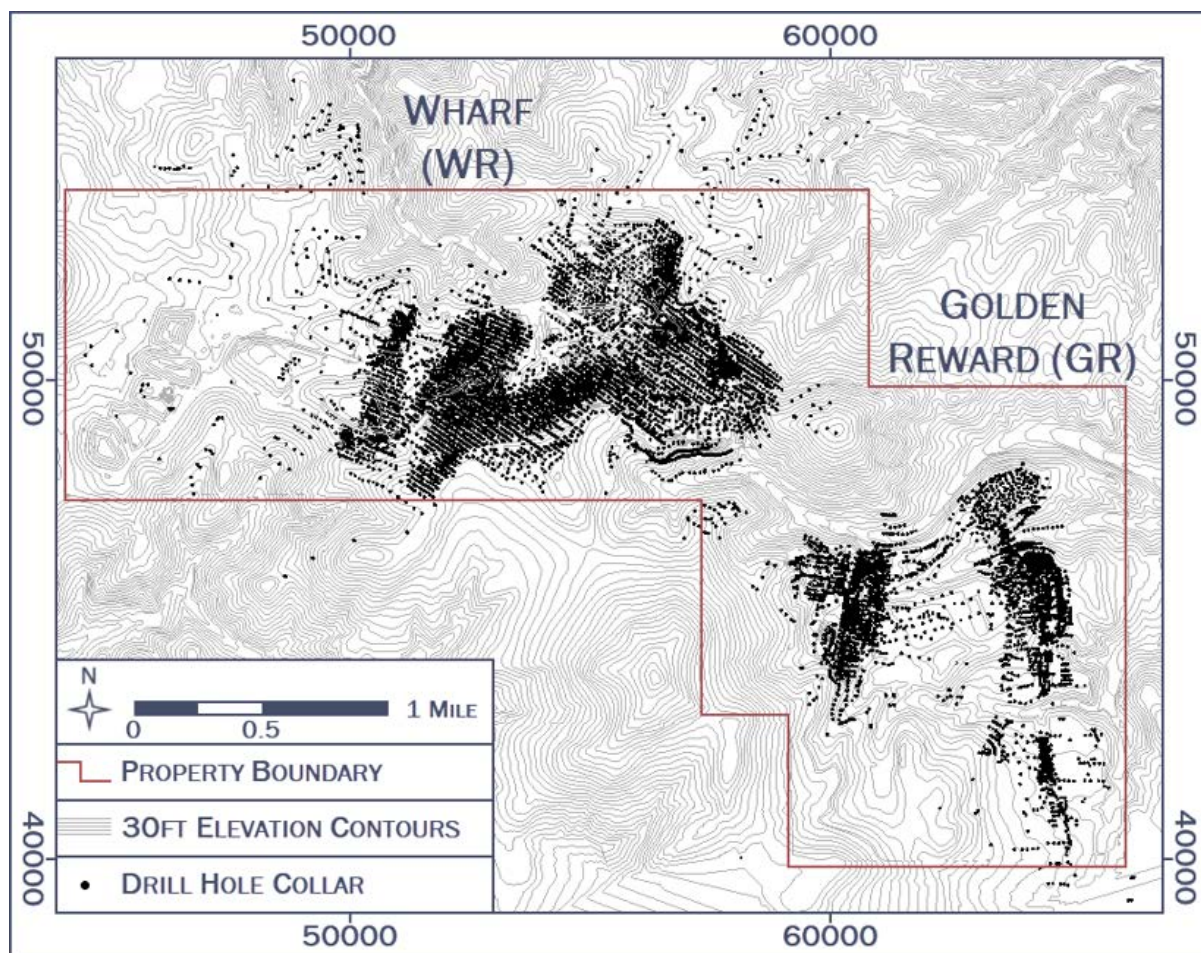 50000 60000
WHARF
(WR)
GOLDEN
REWARD (GR)
50000
50000
40000
40000
N
0 0.5 1 MILE
PROPERTY BOUNDARY
30FT ELEVATION CONTOURS
DRILL HOLE COLLAR
50000 60000